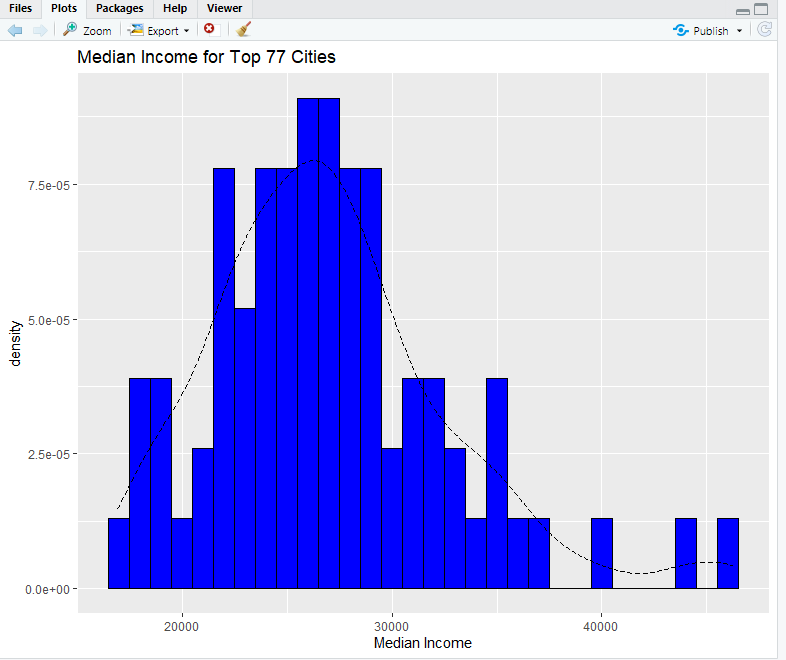 Files Plots Packages Help Viewer
Zoom Export Publish
Median Income for Top 77 Cities
density
7.5e-05
5.0e-05
2.5e-05
0.0e+00
20000 30000 40000
Median Income